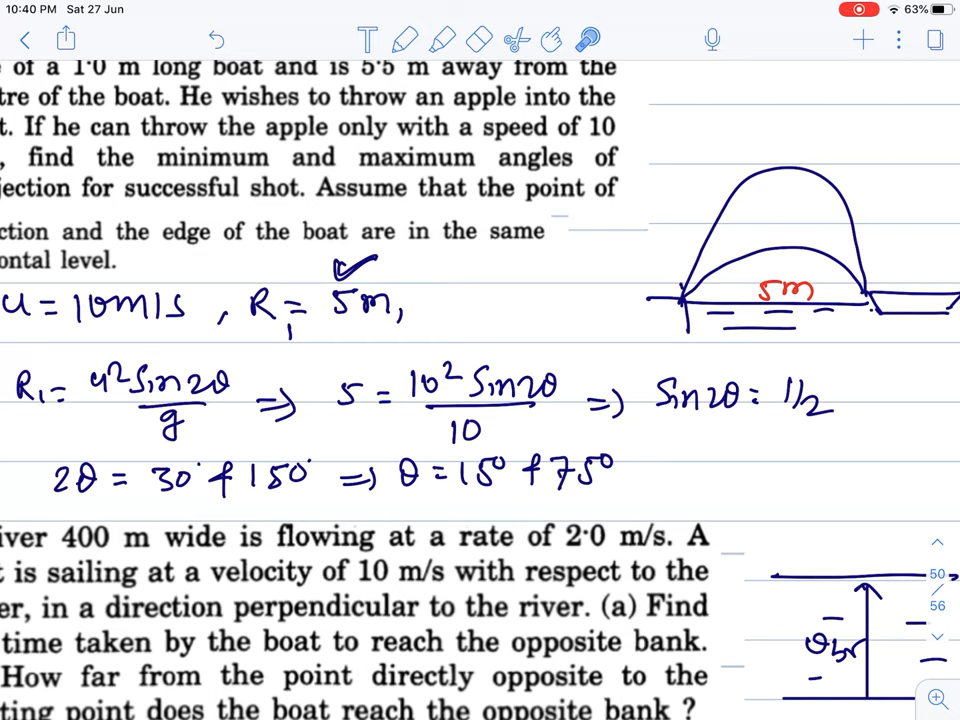 10:40 PM Sat 27 Jun 63%
T
of a 1·0 m long boat and is 5·5 m away from the
tre of the boat. He wishes to throw an apple into the
t. If he can throw the apple only with a speed of 10
, find the minimum and maximum angles of
jection for successful shot. Assume that the point of
ction and the edge of the boat are in the same
ontal level.
5m
u = 10m/s , R₁ = 5m,
R₁ = u² Sin2θ / g ⇒ 5 = 10² Sin2θ / 10 ⇒ Sin2θ = 1/2
2θ = 30° & 150° ⇒ θ = 15° & 75°
iver 400 m wide is flowing at a rate of 2·0 m/s. A
t is sailing at a velocity of 10 m/s with respect to the
er, in a direction perpendicular to the river. (a) Find
time taken by the boat to reach the opposite bank.
How far from the point directly opposite to the
ting point does the boat reach the opposite bank ?
50
/
56